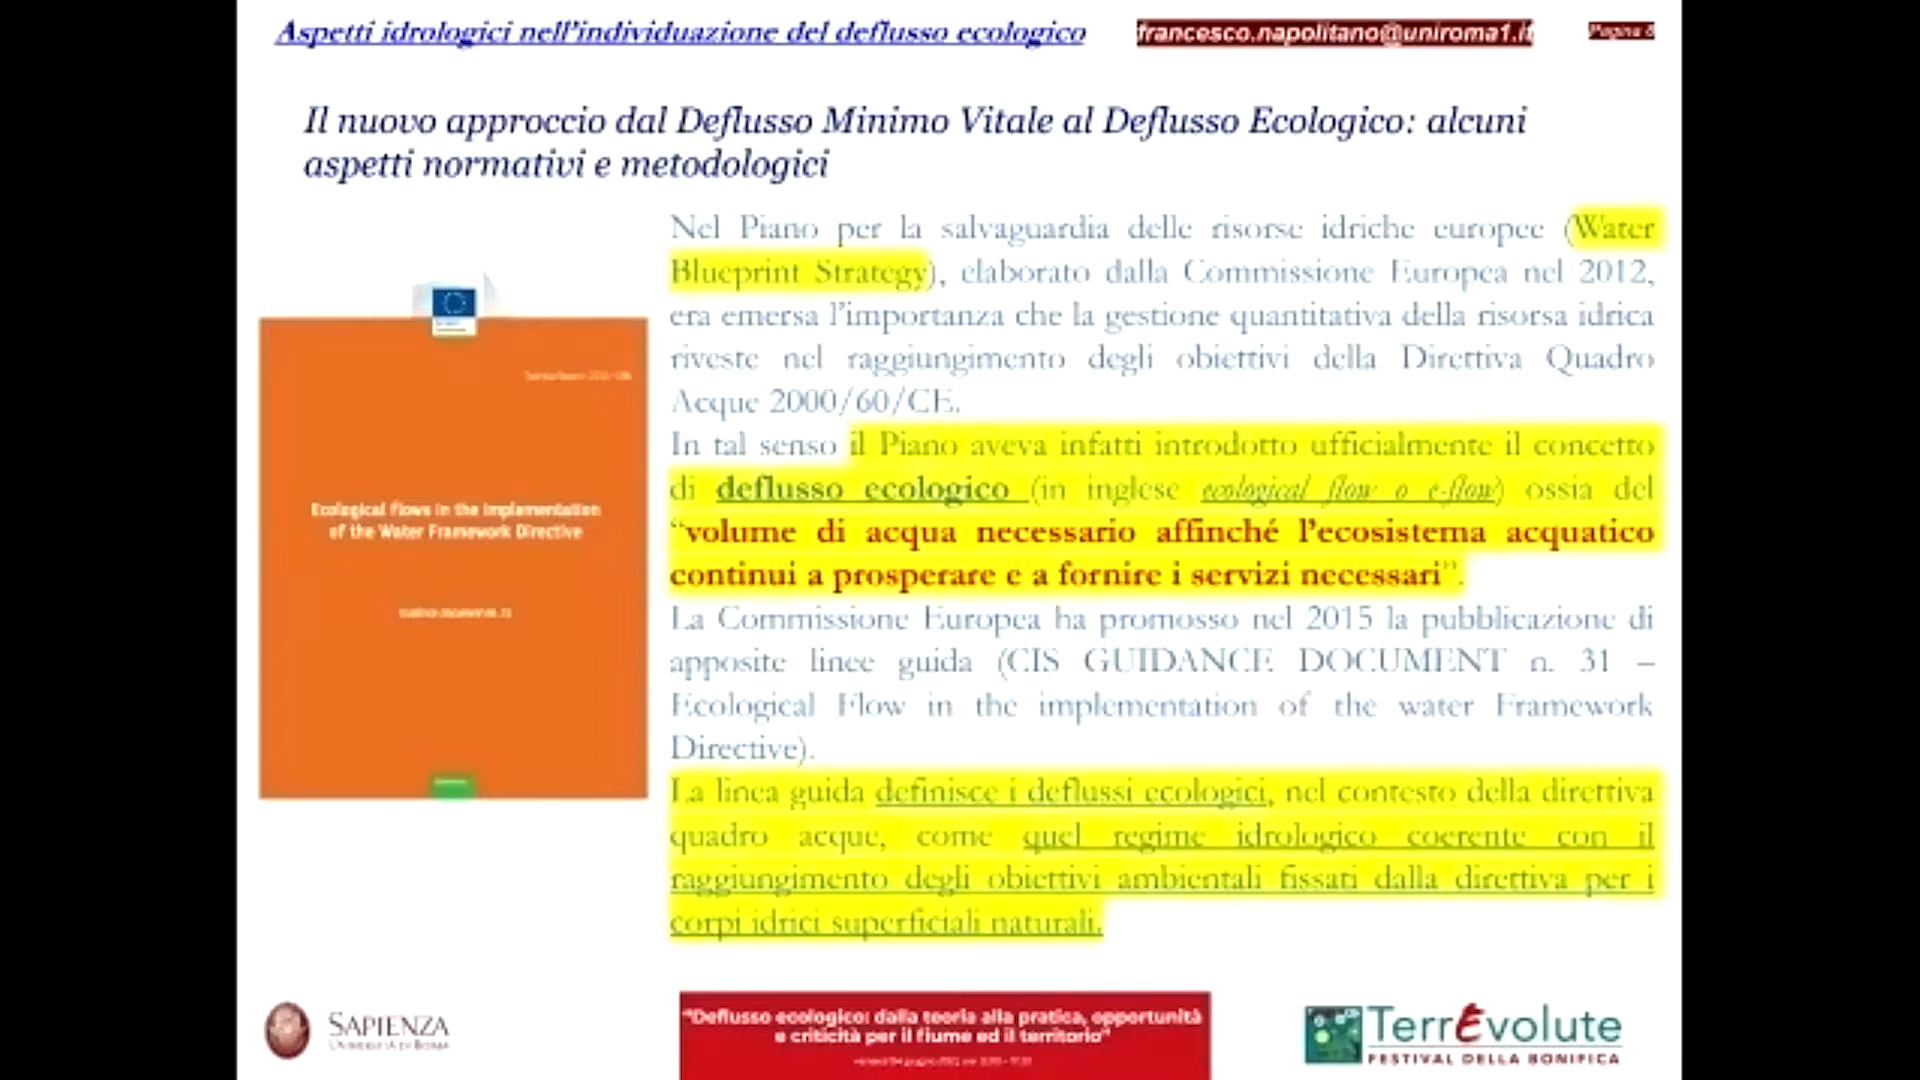 Aspetti idrologici nell'individuazione del deflusso ecologico
francesco.napolitano@uniroma1.it
Pagina
Il nuovo approccio dal Deflusso Minimo Vitale al Deflusso Ecologico: alcuni
aspetti normativi e metodologici
Nel Piano per la salvaguardia delle risorse idriche europee (Water
Blueprint Strategy), elaborato dalla Commissione Europea nel 2012,
era emersa l'importanza che la gestione quantitativa della risorsa idrica
riveste nel raggiungimento degli obiettivi della Direttiva Quadro
Acque 2000/60/CE.
In tal senso il Piano aveva infatti introdotto ufficialmente il concetto
di deflusso ecologico (in inglese ecological flow o e-flow) ossia del
“volume di acqua necessario affinché l'ecosistema acquatico
continui a prosperare e a fornire i servizi necessari”.
La Commissione Europea ha promosso nel 2015 la pubblicazione di
apposite linee guida (CIS GUIDANCE DOCUMENT n. 31 –
Ecological Flow in the implementation of the water Framework
Directive).
La linea guida definisce i deflussi ecologici, nel contesto della direttiva
quadro acque, come quel regime idrologico coerente con il
raggiungimento degli obiettivi ambientali fissati dalla direttiva per i
corpi idrici superficiali naturali.
Ecological flows in the implementation
of the Water Framework Directive
SAPIENZA
UNIVERSITÀ DI ROMA
“Deflusso ecologico: dalla teoria alla pratica, opportunità
e criticità per il fiume ed il territorio”
TerrEvolute
FESTIVAL DELLA BONIFICA